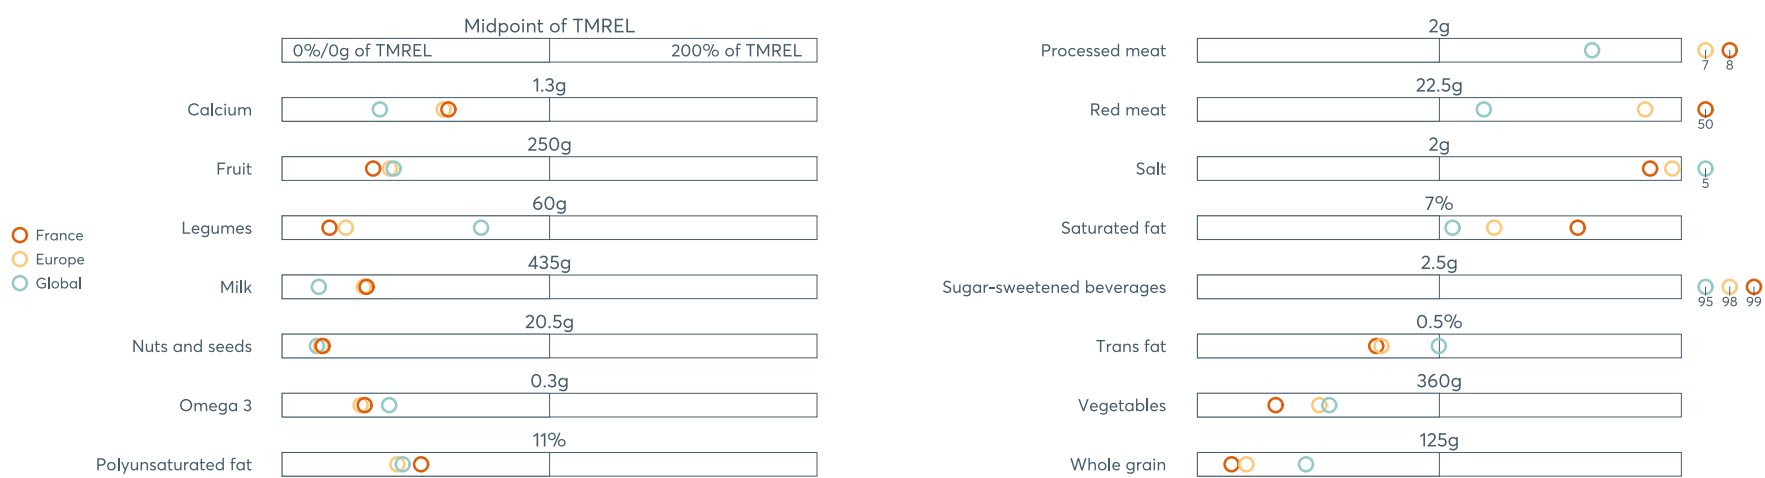 Midpoint of TMREL
0%/0g of TMREL
200% of TMREL
1.3g
Calcium
250g
Fruit
60g
Legumes
435g
Milk
20.5g
Nuts and seeds
0.3g
Omega 3
11%
Polyunsaturated fat
France
Europe
Global
2g
Processed meat
7 8
22.5g
Red meat
50
2g
Salt
5
7%
Saturated fat
2.5g
Sugar-sweetened beverages
95 98 99
0.5%
Trans fat
360g
Vegetables
125g
Whole grain